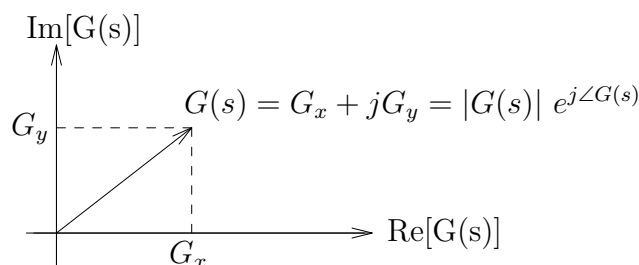 Im[G(s)]
G(s) = G_x + jG_y = |G(s)| e^{j∠G(s)}
G_y
Re[G(s)]
G_x